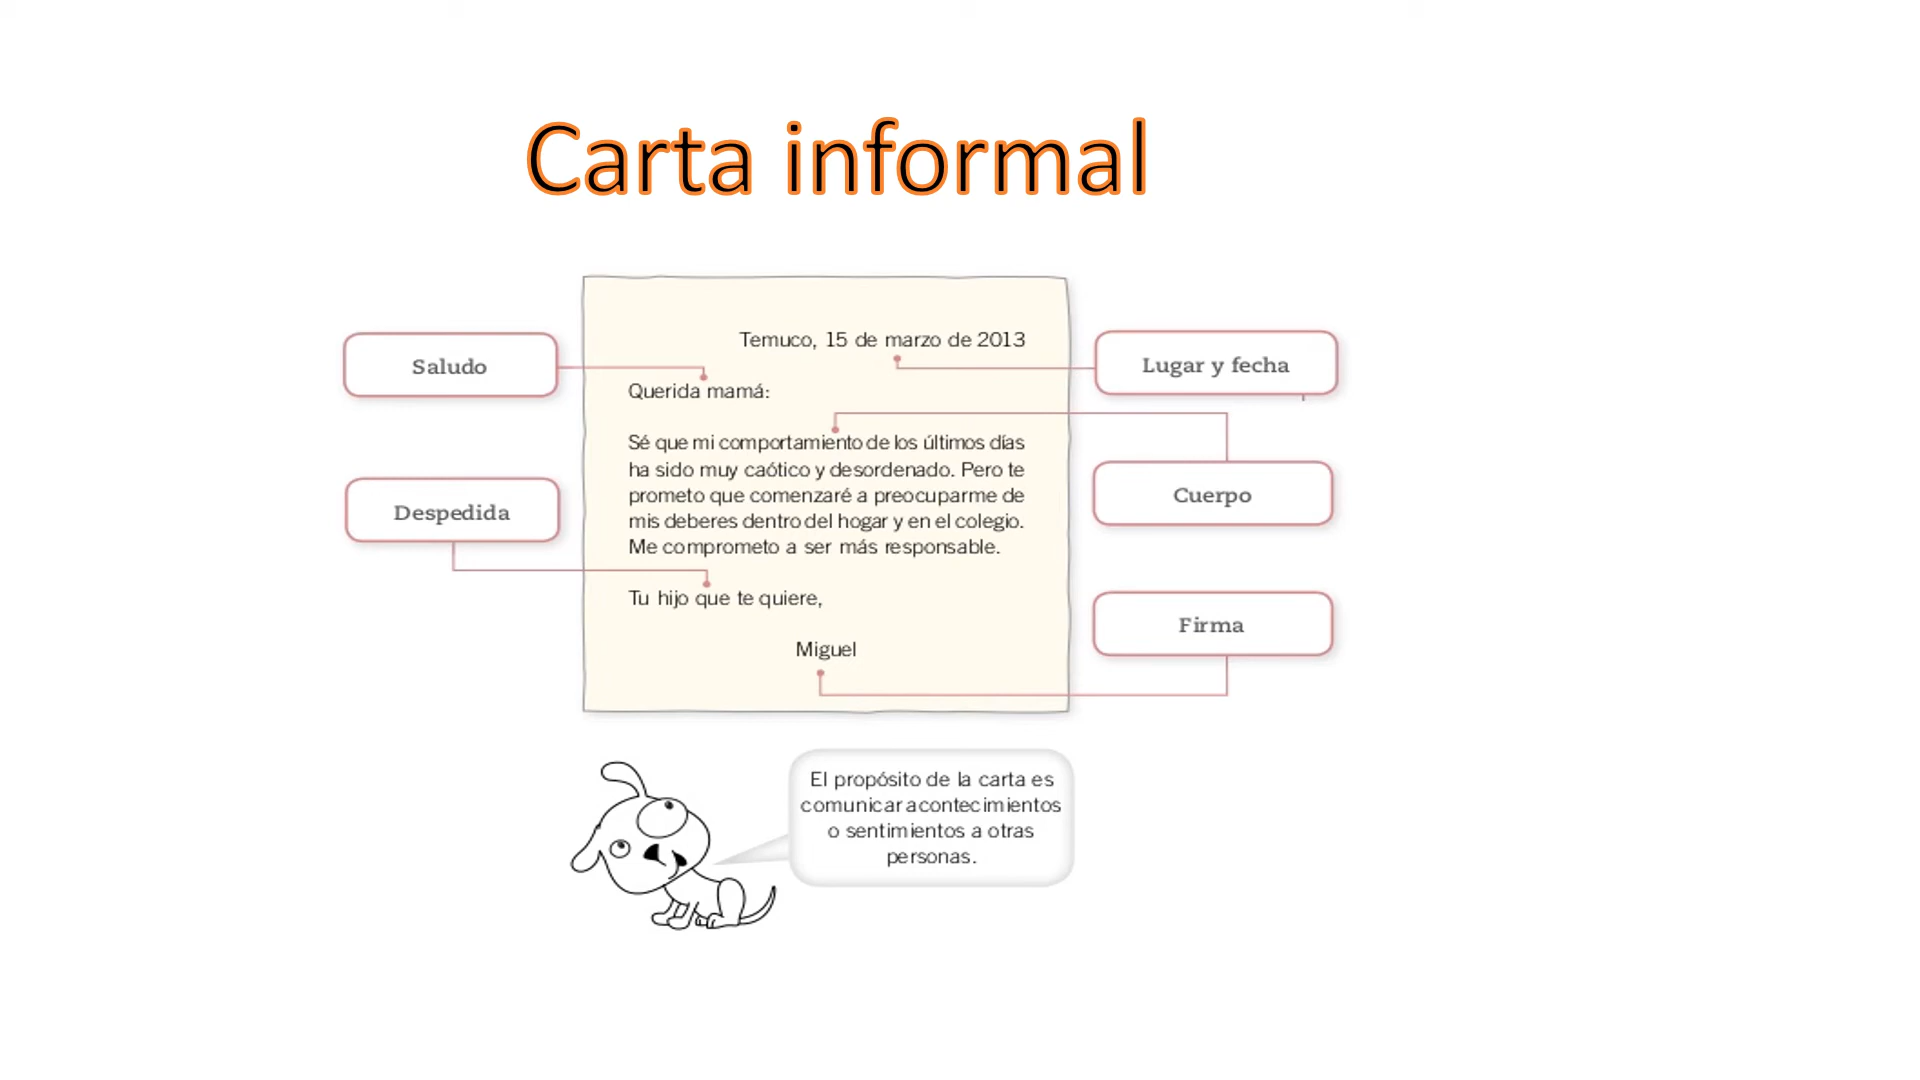 Carta informal
Temuco, 15 de marzo de 2013
Saludo
Lugar y fecha
Querida mamá:
Sé que mi comportamiento de los últimos días
ha sido muy caótico y desordenado. Pero te
prometo que comenzaré a preocuparme de
mis deberes dentro del hogar y en el colegio.
Me comprometo a ser más responsable.
Cuerpo
Despedida
Tu hijo que te quiere,
Firma
Miguel
El propósito de la carta es
comunicar acontecimientos
o sentimientos a otras
personas.